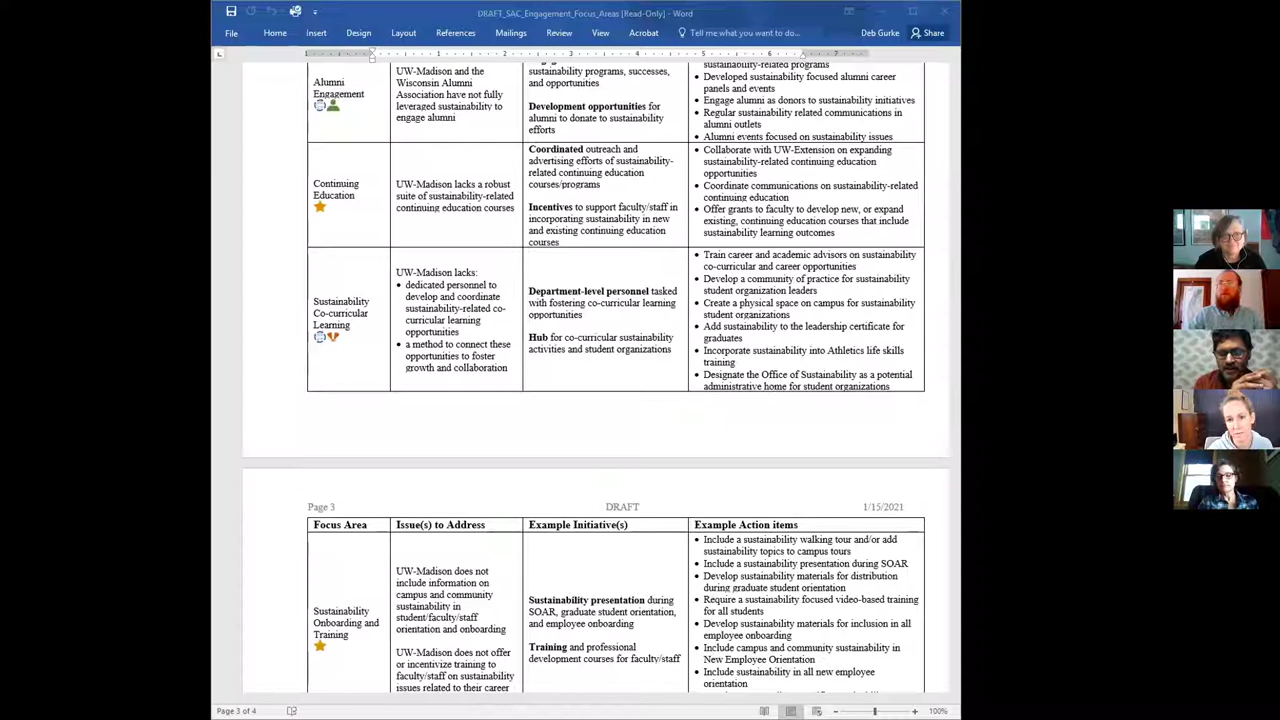 DRAFT_SAC_Engagement_Focus_Areas [Read-Only] - Word
File Home Insert Design Layout References Mailings Review View Acrobat Tell me what you want to do... Deb Gurke Share
1 1 2 3 4 5 6 7
Alumni
Engagement
UW-Madison and the
Wisconsin Alumni
Association have not fully
leveraged sustainability to
engage alumni
sustainability programs, successes,
and opportunities
Development opportunities for
alumni to donate to sustainability
efforts
sustainability-related programs
• Developed sustainability focused alumni career
panels and events
• Engage alumni as donors to sustainability initiatives
• Regular sustainability related communications in
alumni outlets
• Alumni events focused on sustainability issues
Continuing
Education
UW-Madison lacks a robust
suite of sustainability-related
continuing education courses
Coordinated outreach and
advertising efforts of sustainability-
related continuing education
courses/programs
Incentives to support faculty/staff in
incorporating sustainability in new
and existing continuing education
courses
• Collaborate with UW-Extension on expanding
sustainability-related continuing education
opportunities
• Coordinate communications on sustainability-related
continuing education
• Offer grants to faculty to develop new, or expand
existing, continuing education courses that include
sustainability learning outcomes
Sustainability
Co-curricular
Learning
UW-Madison lacks:
• dedicated personnel to
develop and coordinate
sustainability-related co-
curricular learning
opportunities
• a method to connect these
opportunities to foster
growth and collaboration
Department-level personnel tasked
with fostering co-curricular learning
opportunities
Hub for co-curricular sustainability
activities and student organizations
• Train career and academic advisors on sustainability
co-curricular and career opportunities
• Develop a community of practice for sustainability
student organization leaders
• Create a physical space on campus for sustainability
student organizations
• Add sustainability to the leadership certificate for
graduates
• Incorporate sustainability into Athletics life skills
training
• Designate the Office of Sustainability as a potential
administrative home for student organizations
Page 3 DRAFT 1/15/2021
Focus Area Issue(s) to Address Example Initiative(s) Example Action items
Sustainability
Onboarding and
Training
UW-Madison does not
include information on
campus and community
sustainability in
student/faculty/staff
orientation and onboarding
UW-Madison does not offer
or incentivize training to
faculty/staff on sustainability
issues related to their career
Sustainability presentation during
SOAR, graduate student orientation,
and employee onboarding
Training and professional
development courses for faculty/staff
• Include a sustainability walking tour and/or add
sustainability topics to campus tours
• Include a sustainability presentation during SOAR
• Develop sustainability materials for distribution
during graduate student orientation
• Require a sustainability focused video-based training
for all students
• Develop sustainability materials for inclusion in all
employee onboarding
• Include campus and community sustainability in
New Employee Orientation
• Include sustainability in all new employee
orientation
Page 3 of 4 100%